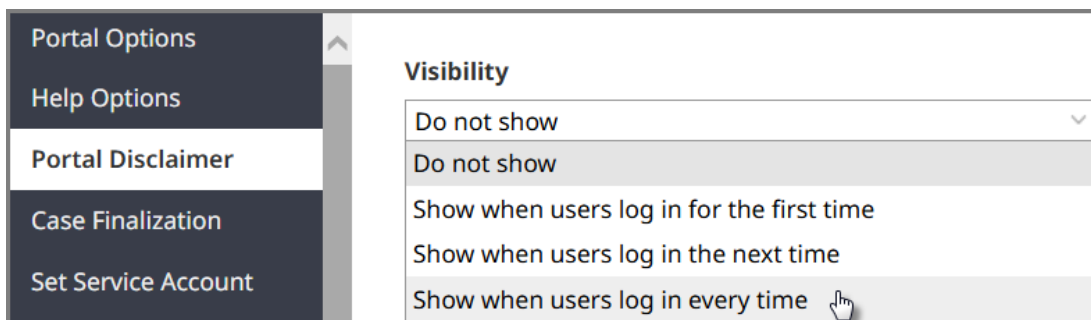 Portal Options
Help Options
Portal Disclaimer
Case Finalization
Set Service Account
Visibility
Do not show
Do not show
Show when users log in for the first time
Show when users log in the next time
Show when users log in every time